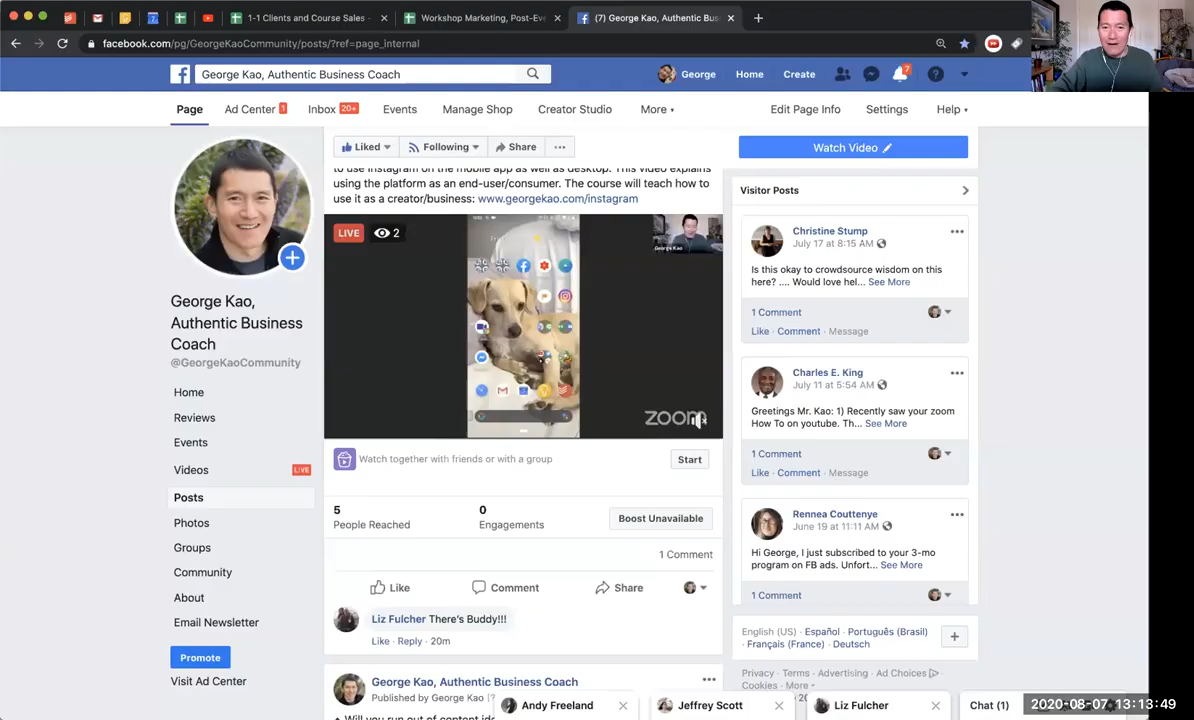 1-1 Clients and Course Sales -
Workshop Marketing, Post-Eve
(7) George Kao, Authentic Bus
facebook.com/pg/GeorgeKaoCommunity/posts/?ref=page_internal
George Kao, Authentic Business Coach
George
Home
Create
7
Page
Ad Center 1
Inbox 20+
Events
Manage Shop
Creator Studio
More
Edit Page Info
Settings
Help
Liked
Following
Share
Watch Video
to use Instagram on the mobile app as well as desktop. This video explains
using the platform as an end-user/consumer. The course will teach how to
use it as a creator/business: www.georgekao.com/instagram
LIVE
2
George Kao
zoom
George Kao,
Authentic Business
Coach
@GeorgeKaoCommunity
Home
Reviews
Events
Videos LIVE
Posts
Photos
Groups
Community
About
Email Newsletter
Promote
Visit Ad Center
Watch together with friends or with a group
Start
5
People Reached
0
Engagements
Boost Unavailable
1 Comment
Like
Comment
Share
Liz Fulcher There's Buddy!!!
Like · Reply · 20m
George Kao, Authentic Business Coach
Published by George Kao
Will you run out of content ide
Visitor Posts
Christine Stump
July 17 at 8:15 AM
Is this okay to crowdsource wisdom on this
here? .... Would love hel... See More
1 Comment
Like · Comment · Message
Charles E. King
July 11 at 5:54 AM
Greetings Mr. Kao: 1) Recently saw your zoom
How To on youtube. Th... See More
1 Comment
Like · Comment · Message
Rennea Couttenye
June 19 at 11:11 AM
Hi George, I just subscribed to your 3-mo
program on FB ads. Unfort... See More
1 Comment
English (US) · Español · Português (Brasil)
· Français (France) · Deutsch
Privacy · Terms · Advertising · Ad Choices
Cookies · More
Andy Freeland
Jeffrey Scott
Liz Fulcher
Chat (1)
2020-08-07 13:13:49